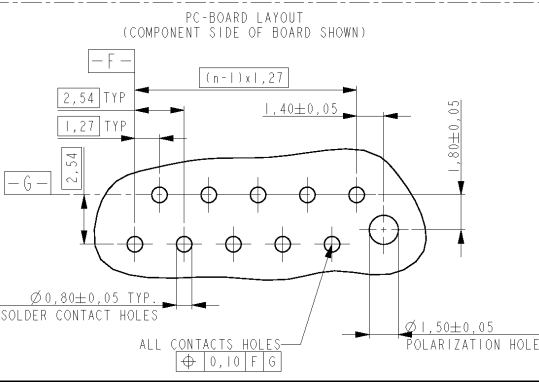 PC-BOARD LAYOUT
(COMPONENT SIDE OF BOARD SHOWN)
-F-
(n-1)x1,27
2,54 TYP
1,40±0,05
1,27 TYP
1,80±0,05
2,54
-G-
Ø0,80±0,05 TYP.
SOLDER CONTACT HOLES
Ø1,50±0,05
POLARIZATION HOLE
ALL CONTACTS HOLES
⌖ 0,10 F G